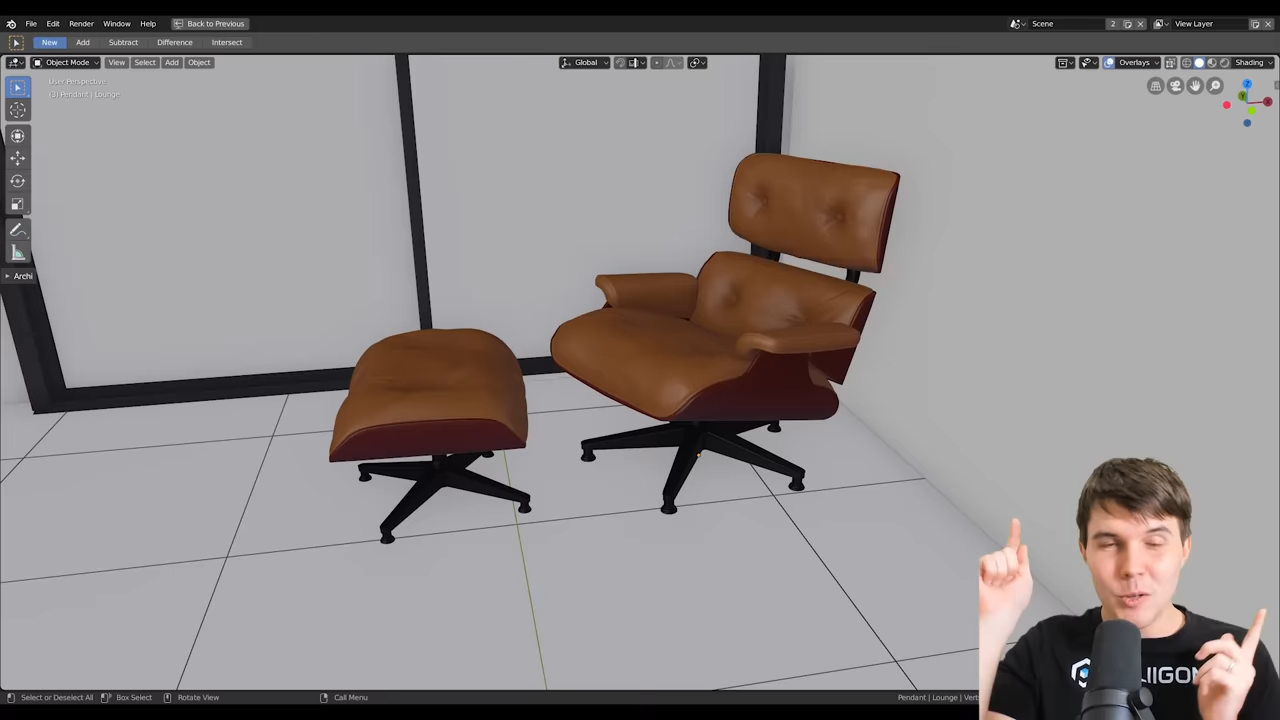 File Edit Render Window Help Back to Previous Scene 2 View Layer
New Add Subtract Difference Intersect
Object Mode View Select Add Object Global Overlays Shading
User Perspective
(3) Pendant | Lounge
Archi
LIIGON
Select or Deselect All Box Select Rotate View Call Menu Pendant | Lounge | Vert